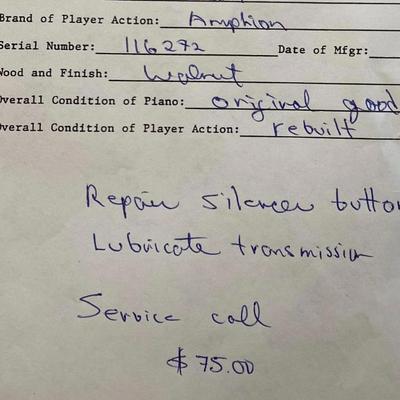 Brand of Player Action: Amphion
Serial Number: 116272 Date of Mfgr:
Wood and Finish: Walnut
Overall Condition of Piano: original good
Overall Condition of Player Action: rebuilt
Repair silencer button
Lubricate transmission
Service call
$75.00